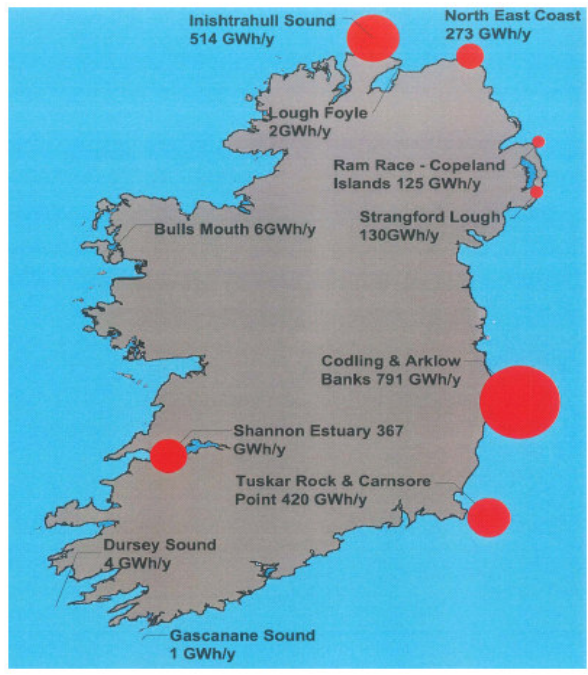 Inishtrahull Sound
514 GWh/y
North East Coast
273 GWh/y
Lough Foyle
2GWh/y
Ram Race - Copeland
Islands 125 GWh/y
Strangford Lough
130GWh/y
Bulls Mouth 6GWh/y
Codling & Arklow
Banks 791 GWh/y
Shannon Estuary 367
GWh/y
Tuskar Rock & Carnsore
Point 420 GWh/y
Dursey Sound
4 GWh/y
Gascanane Sound
1 GWh/y